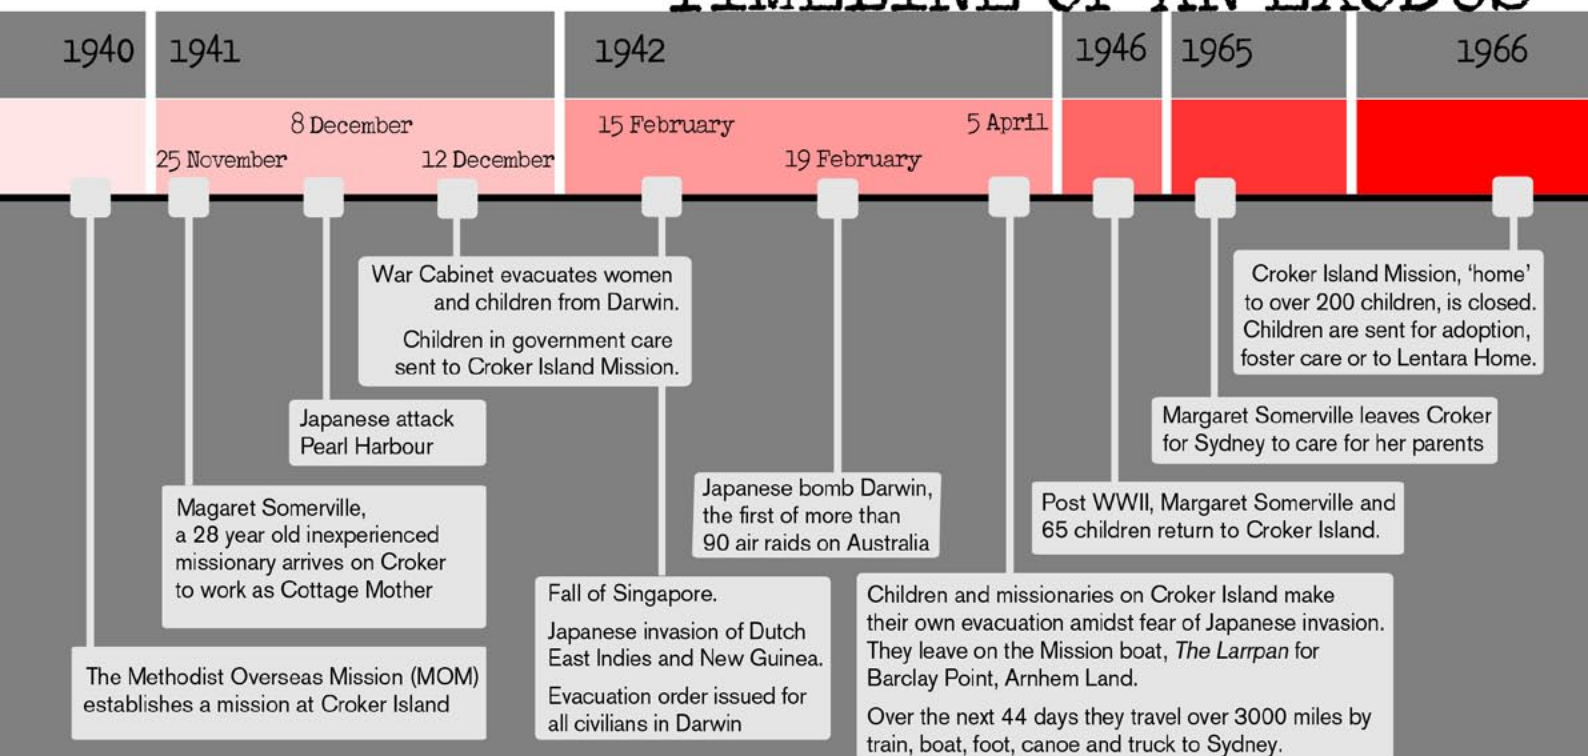 TIMELINE OF AN EXODUS
1940
1941
1942
1946
1965
1966
8 December
15 February
5 April
25 November
12 December
19 February
War Cabinet evacuates women
and children from Darwin.
Children in government care
sent to Croker Island Mission.
Croker Island Mission, ‘home’
to over 200 children, is closed.
Children are sent for adoption,
foster care or to Lentara Home.
Japanese attack
Pearl Harbour
Margaret Somerville leaves Croker
for Sydney to care for her parents
Magaret Somerville,
a 28 year old inexperienced
missionary arrives on Croker
to work as Cottage Mother
Japanese bomb Darwin,
the first of more than
90 air raids on Australia
Post WWII, Margaret Somerville and
65 children return to Croker Island.
Fall of Singapore.
Japanese invasion of Dutch
East Indies and New Guinea.
Evacuation order issued for
all civilians in Darwin
Children and missionaries on Croker Island make
their own evacuation amidst fear of Japanese invasion.
They leave on the Mission boat, The Larrpan for
Barclay Point, Arnhem Land.
Over the next 44 days they travel over 3000 miles by
train, boat, foot, canoe and truck to Sydney.
The Methodist Overseas Mission (MOM)
establishes a mission at Croker Island